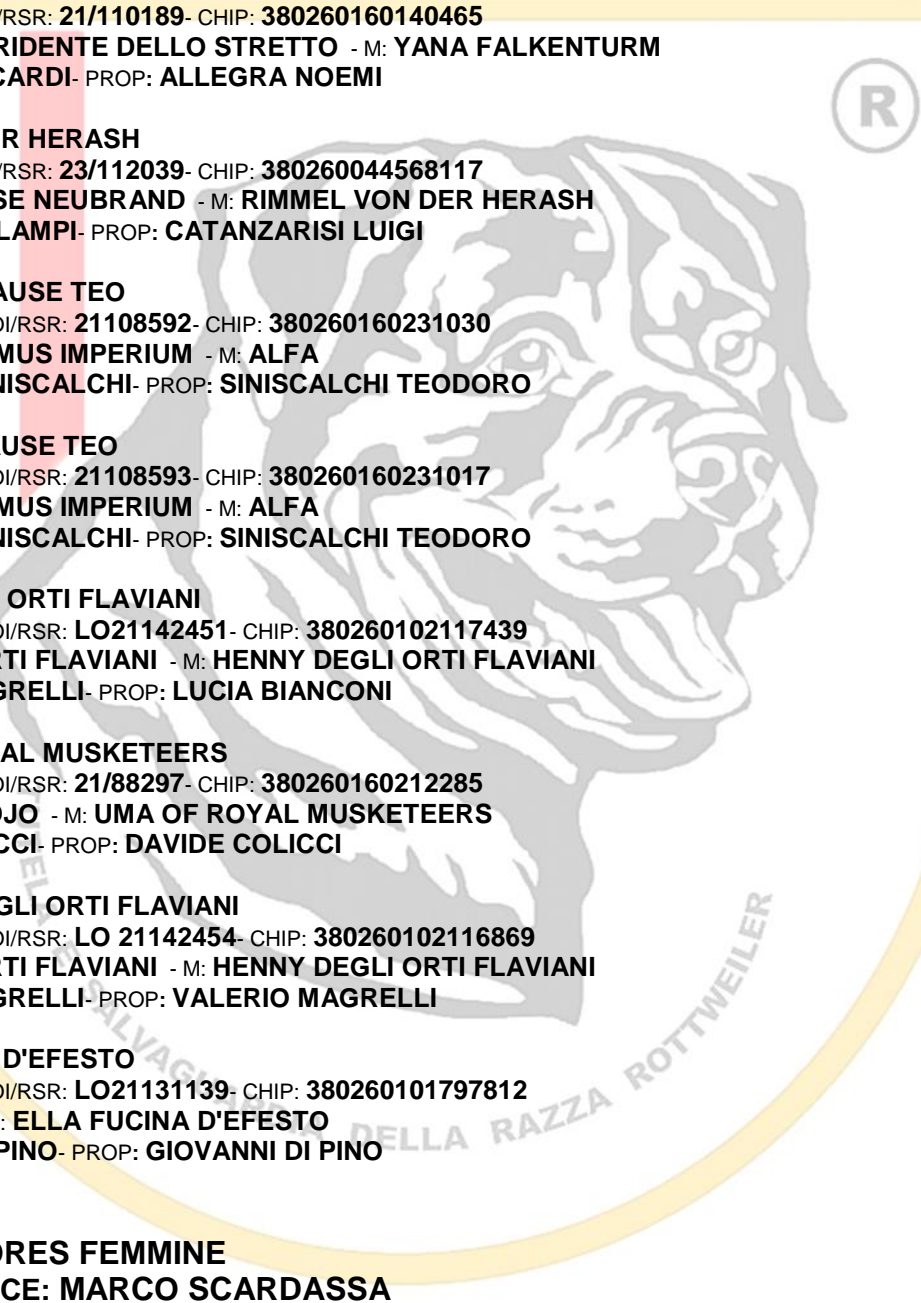 /RSR: 21/110189- CHIP: 380260160140465
RIDENTE DELLO STRETTO - M: YANA FALKENTURM
CARDI- PROP: ALLEGRA NOEMI
R HERASH
/RSR: 23/112039- CHIP: 380260044568117
SE NEUBRAND - M: RIMMEL VON DER HERASH
LAMPI- PROP: CATANZARISI LUIGI
AUSE TEO
OI/RSR: 21108592- CHIP: 380260160231030
MUS IMPERIUM - M: ALFA
NISCALCHI- PROP: SINISCALCHI TEODORO
AUSE TEO
OI/RSR: 21108593- CHIP: 380260160231017
MUS IMPERIUM - M: ALFA
NISCALCHI- PROP: SINISCALCHI TEODORO
ORTI FLAVIANI
OI/RSR: LO21142451- CHIP: 380260102117439
RTI FLAVIANI - M: HENNY DEGLI ORTI FLAVIANI
GRELLI- PROP: LUCIA BIANCONI
AL MUSKETEERS
OI/RSR: 21/88297- CHIP: 380260160212285
OJO - M: UMA OF ROYAL MUSKETEERS
CCI- PROP: DAVIDE COLICCI
GLI ORTI FLAVIANI
OI/RSR: LO 21142454- CHIP: 380260102116869
RTI FLAVIANI - M: HENNY DEGLI ORTI FLAVIANI
GRELLI- PROP: VALERIO MAGRELLI
D'EFESTO
OI/RSR: LO21131139- CHIP: 380260101797812
: ELLA FUCINA D'EFESTO
PINO- PROP: GIOVANNI DI PINO
ORES FEMMINE
CE: MARCO SCARDASSA
R
E SALVAGUARDIA DELLA RAZZA ROTTWEILER